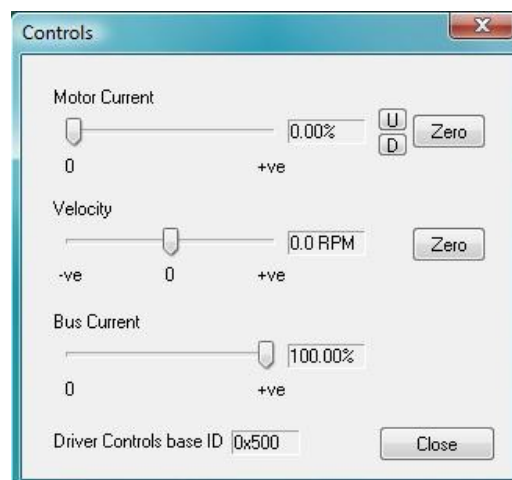 Controls
Motor Current
0.00%
U
D
Zero
0 +ve
Velocity
0.0 RPM
Zero
-ve 0 +ve
Bus Current
100.00%
0 +ve
Driver Controls base ID 0x500
Close